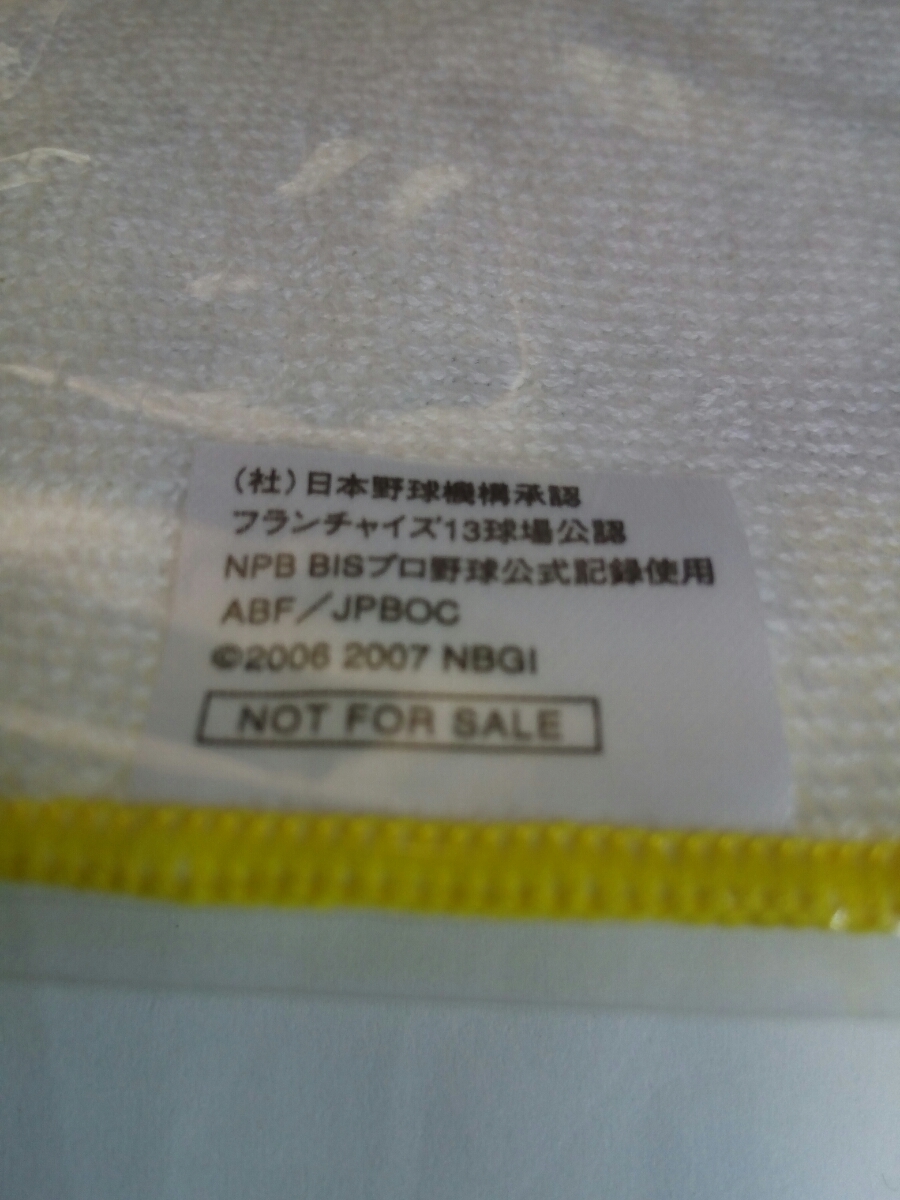 (社)日本野球機構承認
フランチャイズ13球場公認
NPB BISプロ野球公式記録使用
ABF／JPBOC
©2006 2007 NBGI
NOT FOR SALE